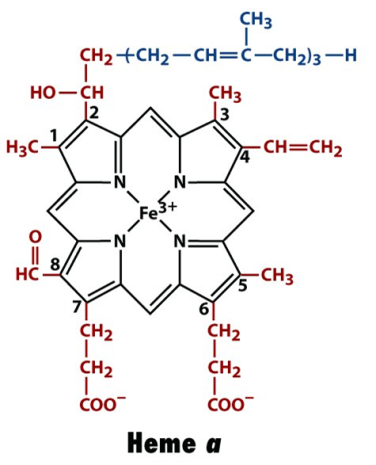 CH₃
CH₂—(CH₂—CH=C—CH₂)₃—H
HO—CH
CH₃
2
3
1
H₃C
4
CH=CH₂
N
N
Fe³⁺
N
N
O
HC
8
5
CH₃
7
6
CH₂
CH₂
CH₂
CH₂
COO⁻
COO⁻
Heme a